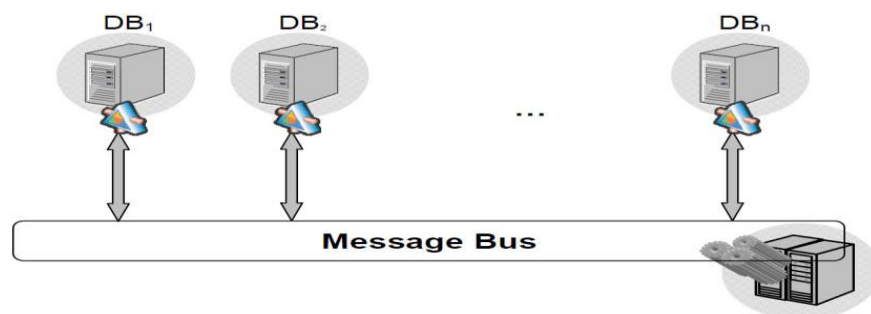 DB₁ DB₂ DBₙ
...
Message Bus